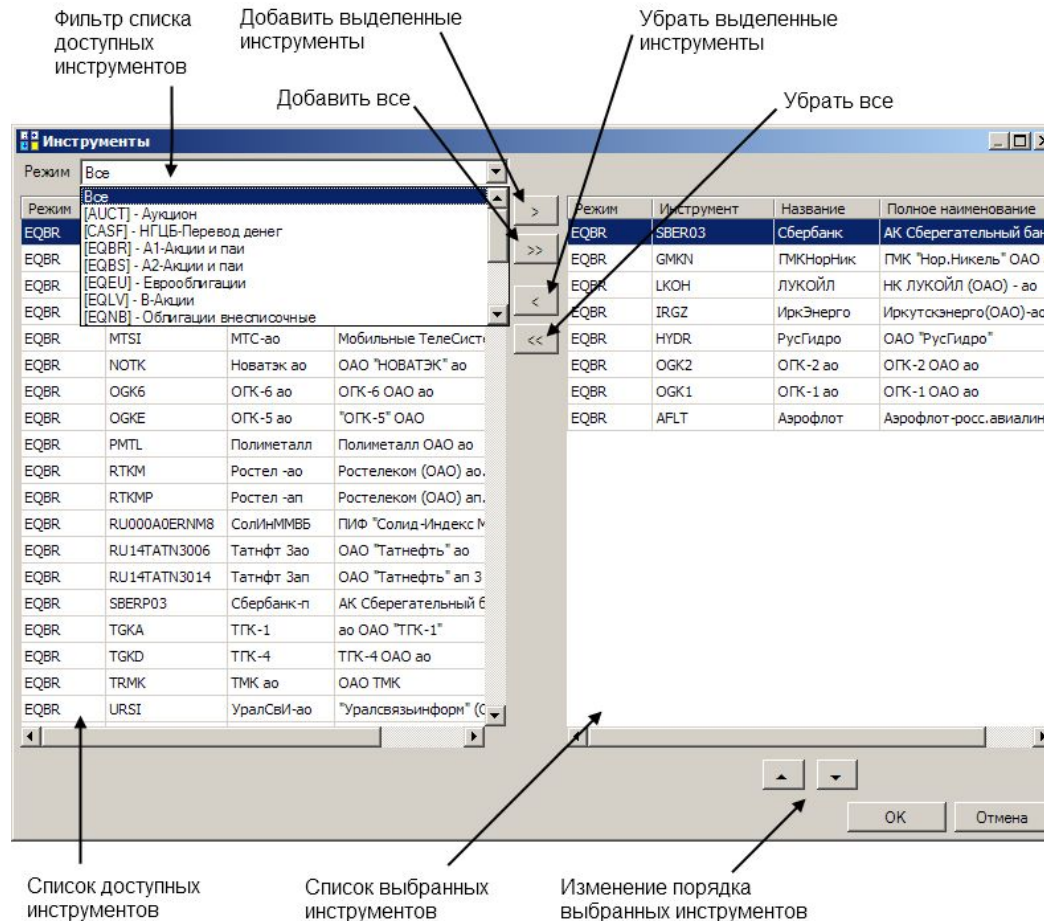 Фильтр списка
доступных
инструментов
Добавить выделенные
инструменты
Убрать выделенные
инструменты
Добавить все
Убрать все
Инструменты
Режим Все
Все
[AUCT] - Аукцион
[CASF] - НГЦБ-Перевод денег
[EQBR] - А1-Акции и паи
[EQBS] - А2-Акции и паи
[EQEU] - Еврооблигации
[EQLV] - В-Акции
[EQNB] - Облигации внесписочные
Режим
EQBR
EQBR
EQBR
EQBR
EQBR MTSI МТС-ао Мобильные ТелеСист
EQBR NOTK Новатэк ао ОАО "НОВАТЭК" ао
EQBR OGK6 ОГК-6 ао ОГК-6 ОАО ао
EQBR OGKE ОГК-5 ао "ОГК-5" ОАО
EQBR PMTL Полиметалл Полиметалл ОАО ао
EQBR RTKM Ростел -ао Ростелеком (ОАО) ао.
EQBR RTKMP Ростел -ап Ростелеком (ОАО) ап.
EQBR RU000A0ERNM8 СолИнММВБ ПИФ "Солид-Индекс М
EQBR RU14TATN3006 Татнфт 3ао ОАО "Татнефть" ао
EQBR RU14TATN3014 Татнфт 3ап ОАО "Татнефть" ап 3
EQBR SBERP03 Сбербанк-п АК Сберегательный б
EQBR TGKA ТГК-1 ао ОАО "ТГК-1"
EQBR TGKD ТГК-4 ТГК-4 ОАО ао
EQBR TRMK ТМК ао ОАО ТМК
EQBR URSI УралСвИ-ао "Уралсвязьинформ" (О
>
>>
<
<<
Режим Инструмент Название Полное наименование
EQBR SBER03 Сбербанк АК Сберегательный бан
EQBR GMKN ГМКНорНик ГМК "Нор.Никель" ОАО
EQBR LKOH ЛУКОЙЛ НК ЛУКОЙЛ (ОАО) - ао
EQBR IRGZ ИркЭнерго Иркутскэнерго(ОАО)-ао
EQBR HYDR РусГидро ОАО "РусГидро"
EQBR OGK2 ОГК-2 ао ОГК-2 ОАО ао
EQBR OGK1 ОГК-1 ао ОГК-1 ОАО ао
EQBR AFLT Аэрофлот Аэрофлот-росс.авиалин
OK Отмена
Список доступных
инструментов
Список выбранных
инструментов
Изменение порядка
выбранных инструментов